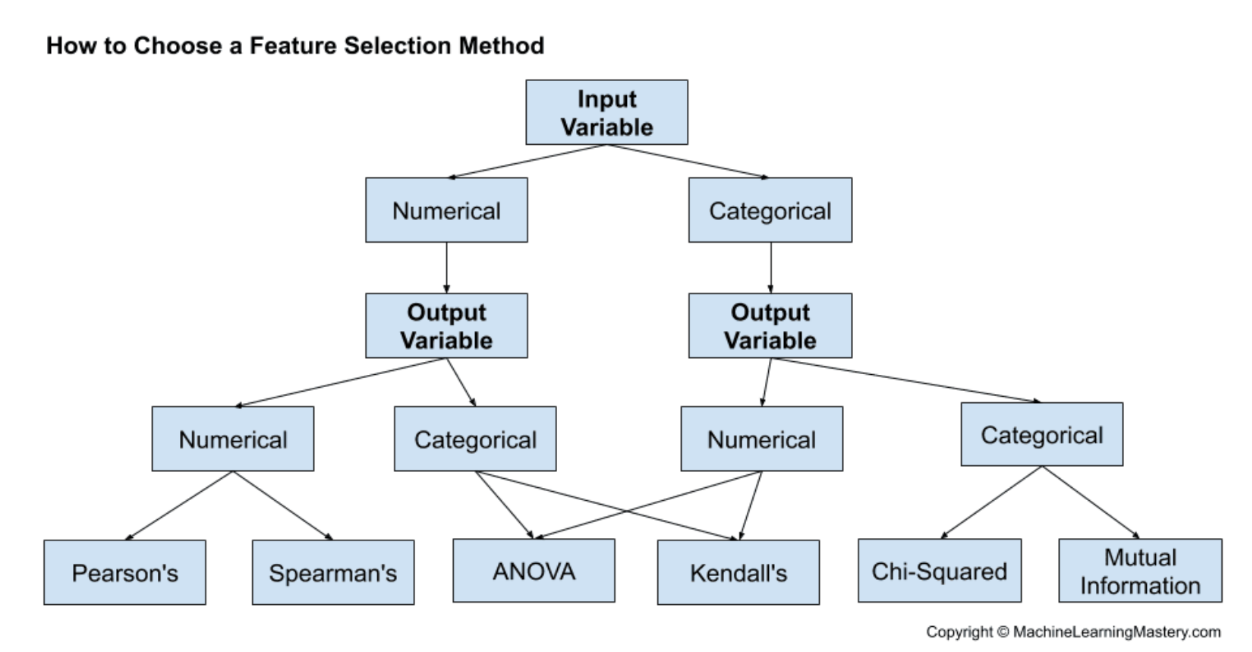 How to Choose a Feature Selection Method
Input
Variable
Numerical
Categorical
Output
Variable
Output
Variable
Numerical
Categorical
Numerical
Categorical
Pearson's
Spearman's
ANOVA
Kendall's
Chi-Squared
Mutual
Information
Copyright © MachineLearningMastery.com